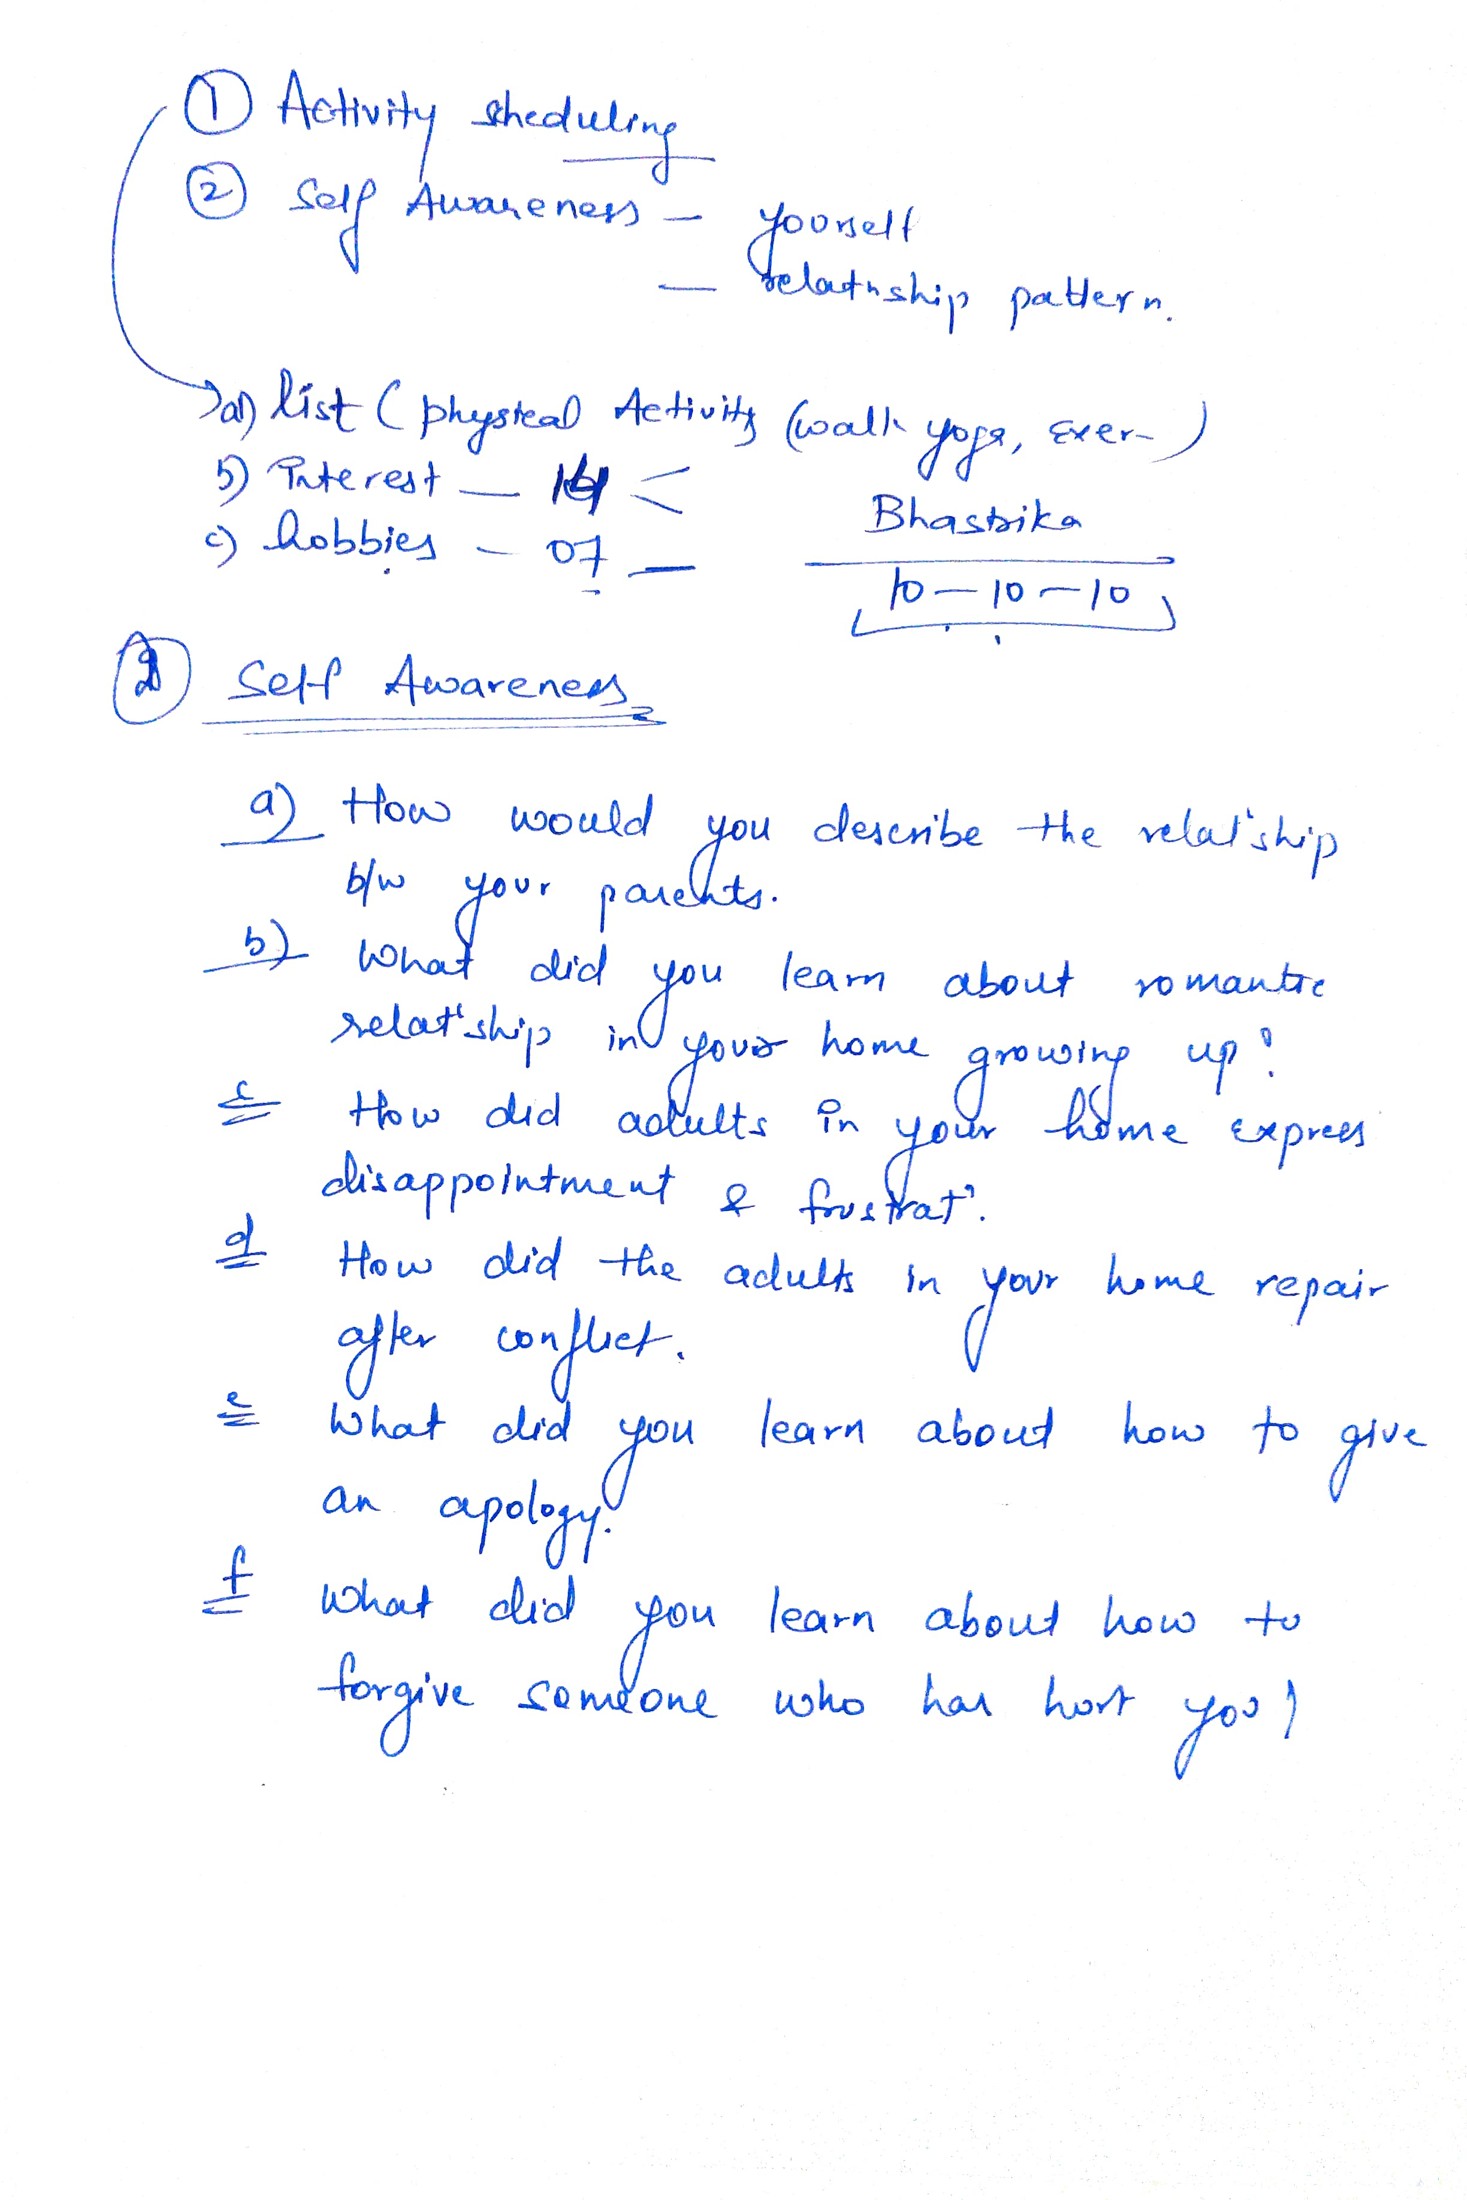 ① Activity sheduling
② Self Awareness – yourself
– relatnship pattern.
a) list ( physical Activity (walk yoga, Exer- )
b) Interest –
c) hobbies – 07 –
Bhastrika
10 – 10 – 10
② Self Awareness
a) How would you describe the relat'ship
b/w your parents.
b) What did you learn about romantic
relat'ship in your home growing up?
c How did adults in your home express
disappointment & frustrat'.
d How did the adults in your home repair
after conflict.
e What did you learn about how to give
an apology.
f What did you learn about how to
forgive someone who has hurt you?